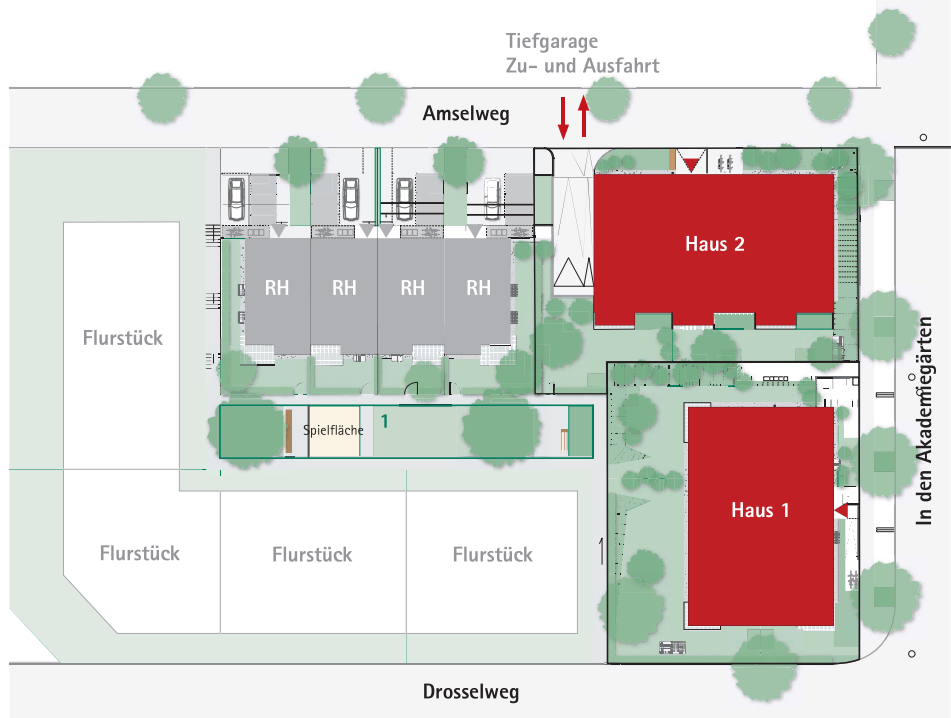 Tiefgarage
Zu- und Ausfahrt
Amselweg
Haus 2
RH
RH
RH
RH
Flurstück
In den Akademiegärten
Spielfläche
1
Haus 1
Flurstück
Flurstück
Flurstück
Drosselweg